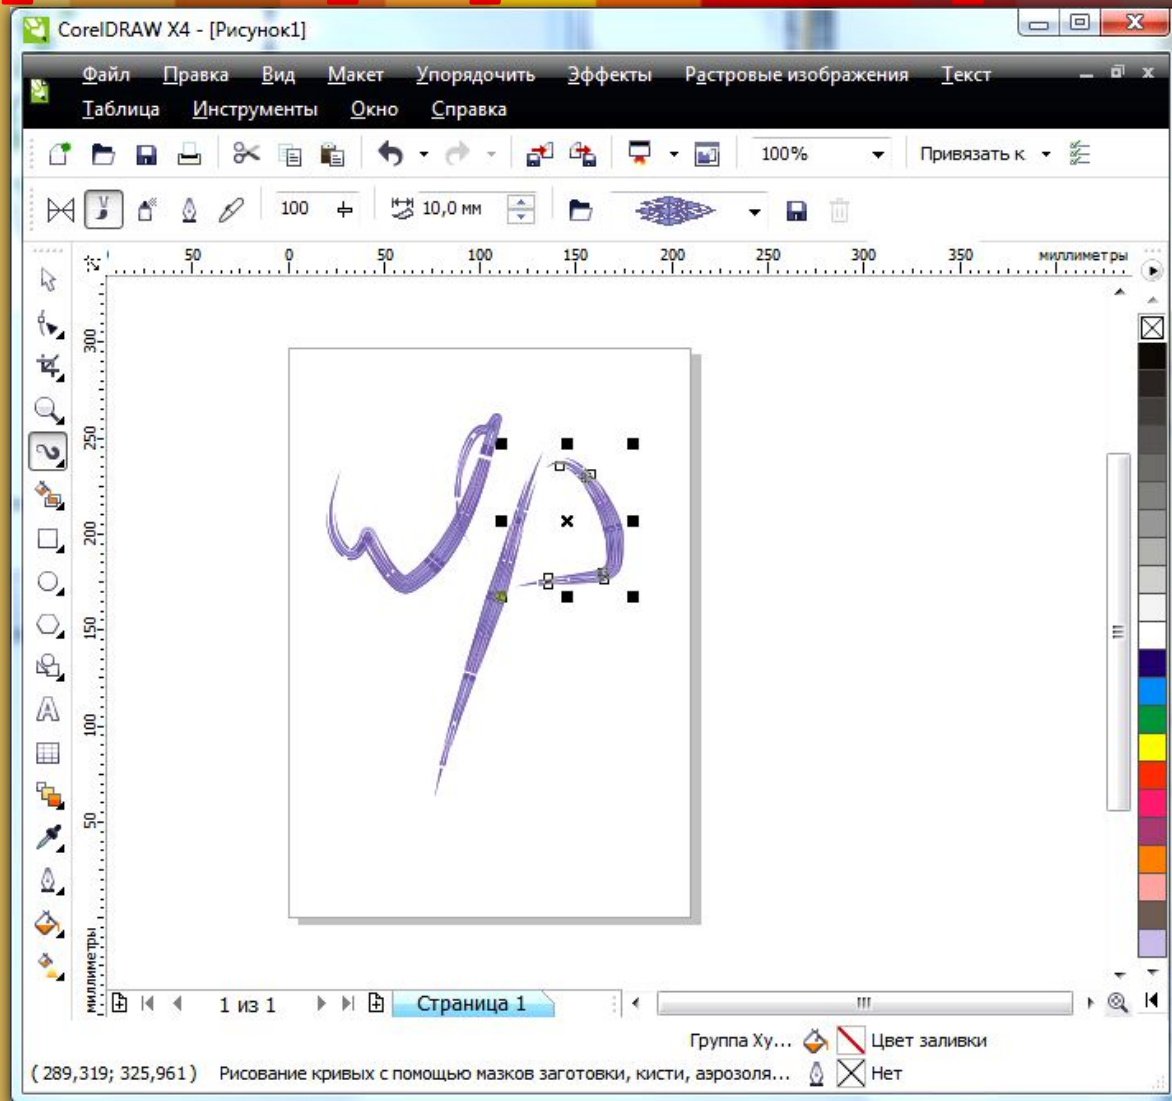 CorelDRAW X4 - [Рисунок1]
Файл Правка Вид Макет Упорядочить Эффекты Растровые изображения Текст
Таблица Инструменты Окно Справка
100% Привязать к
100 10,0 мм
50 0 50 100 150 200 250 300 350 миллиметры
300
250
200
150
100
50
миллиметры
1 из 1 Страница 1
Группа Ху... Цвет заливки
( 289,319; 325,961 ) Рисование кривых с помощью мазков заготовки, кисти, аэрозоля... Нет